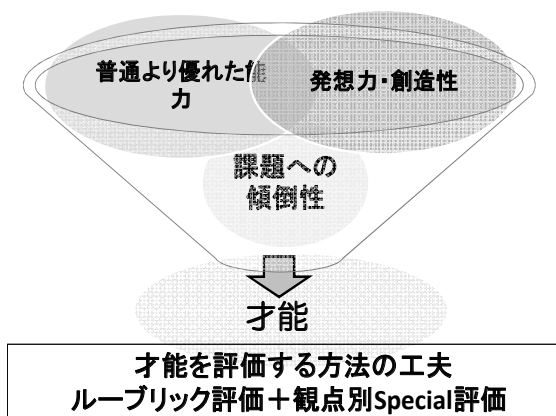 普通より優れた能
力
発想力・創造性
課題への
傾倒性
才能
才能を評価する方法の工夫
ルーブリック評価＋観点別Special評価